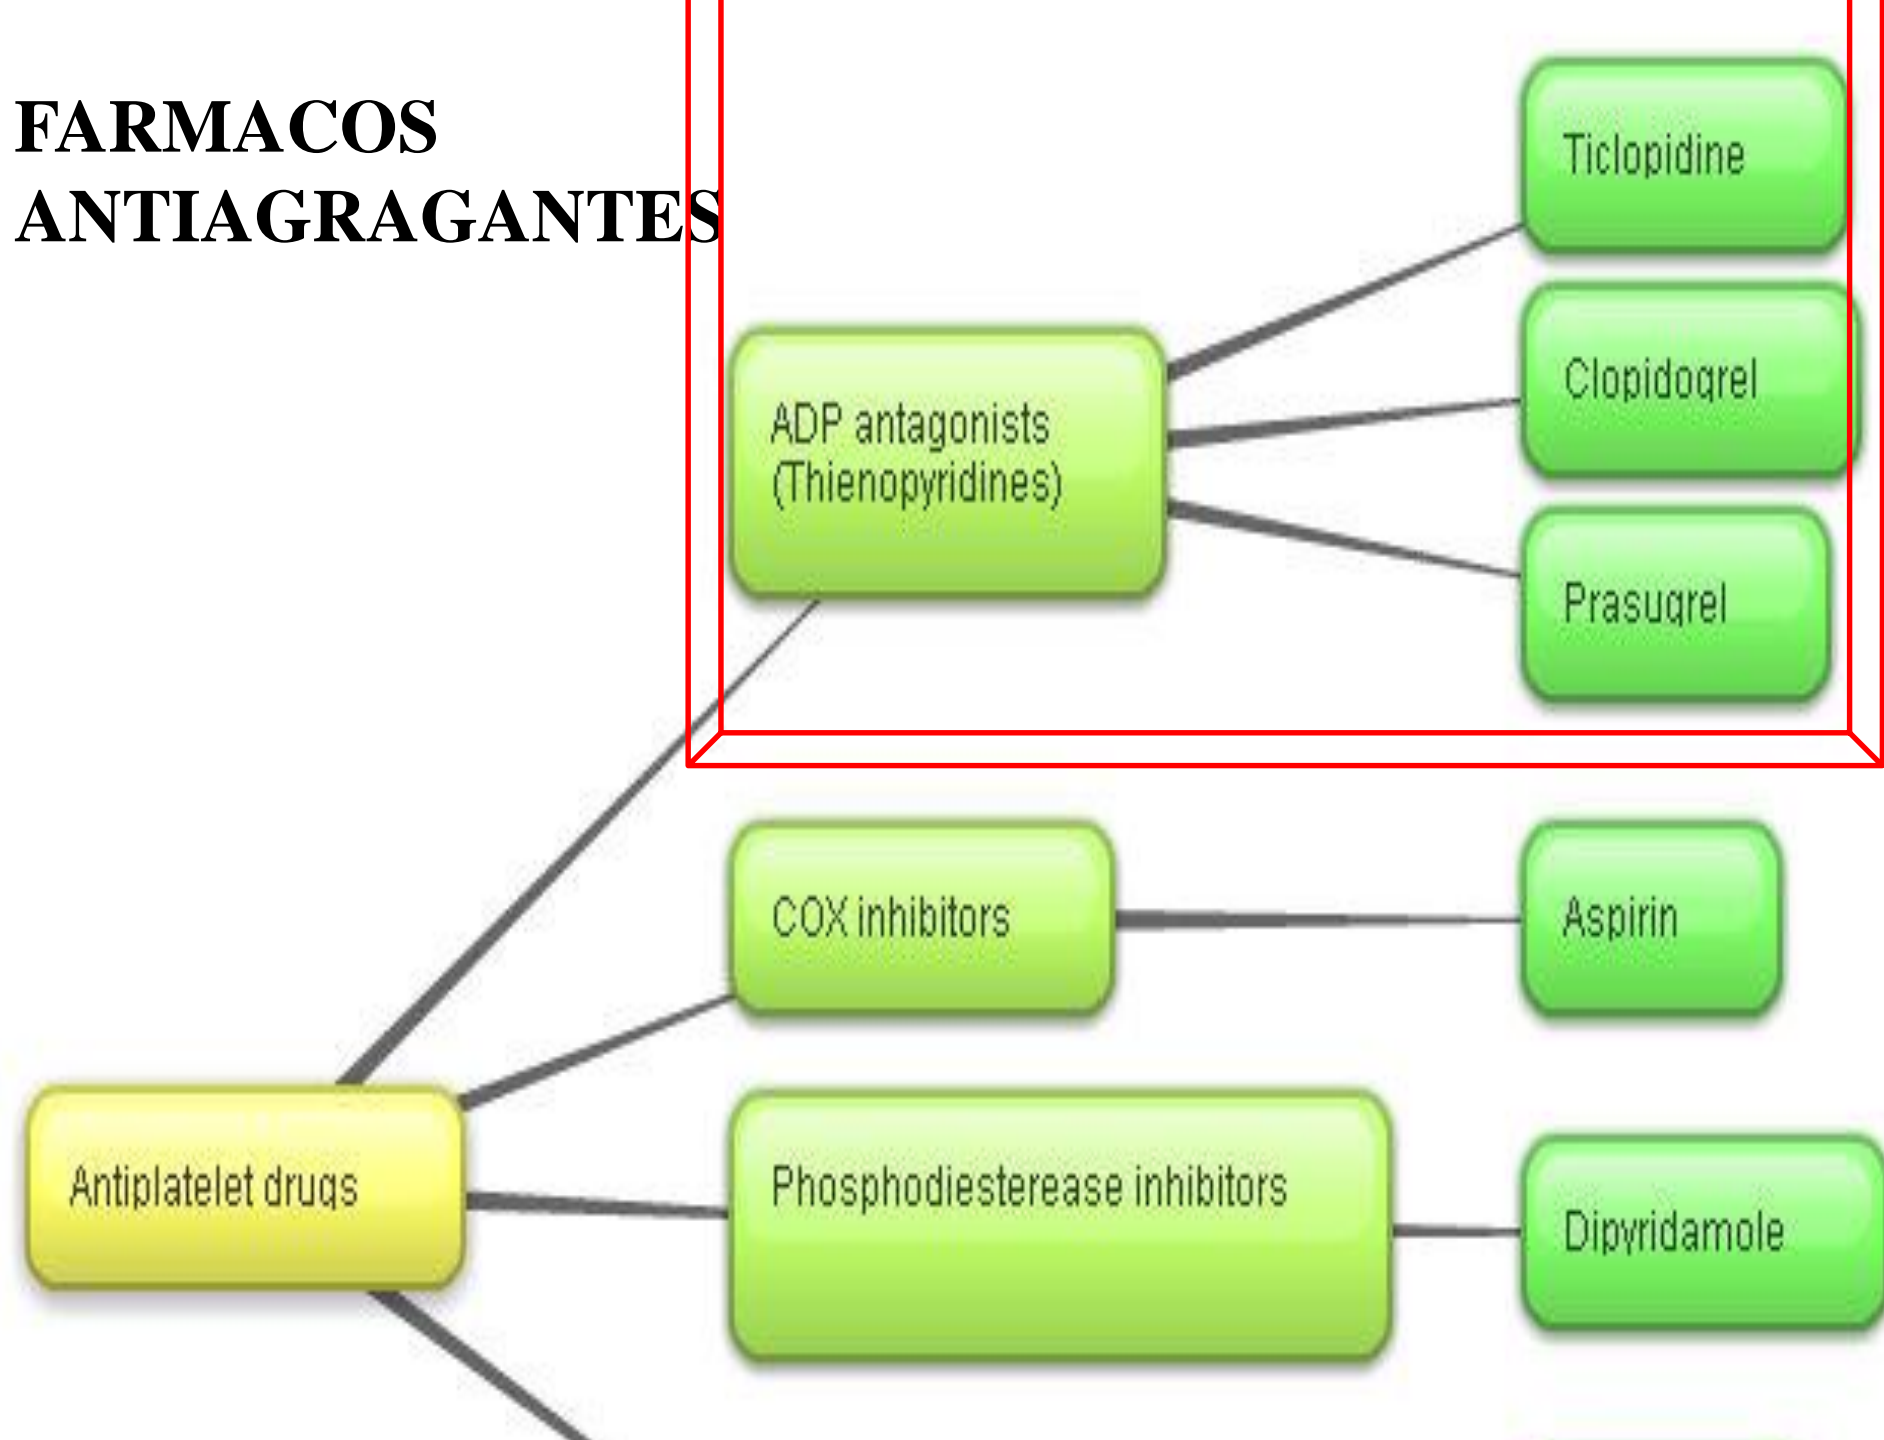 FARMACOS
ANTIAGRAGANTES
Ticlopidine
Clopidogrel
ADP antagonists
(Thienopyridines)
Prasugrel
COX inhibitors
Aspirin
Antiplatelet drugs
Phosphodiesterease inhibitors
Dipyridamole